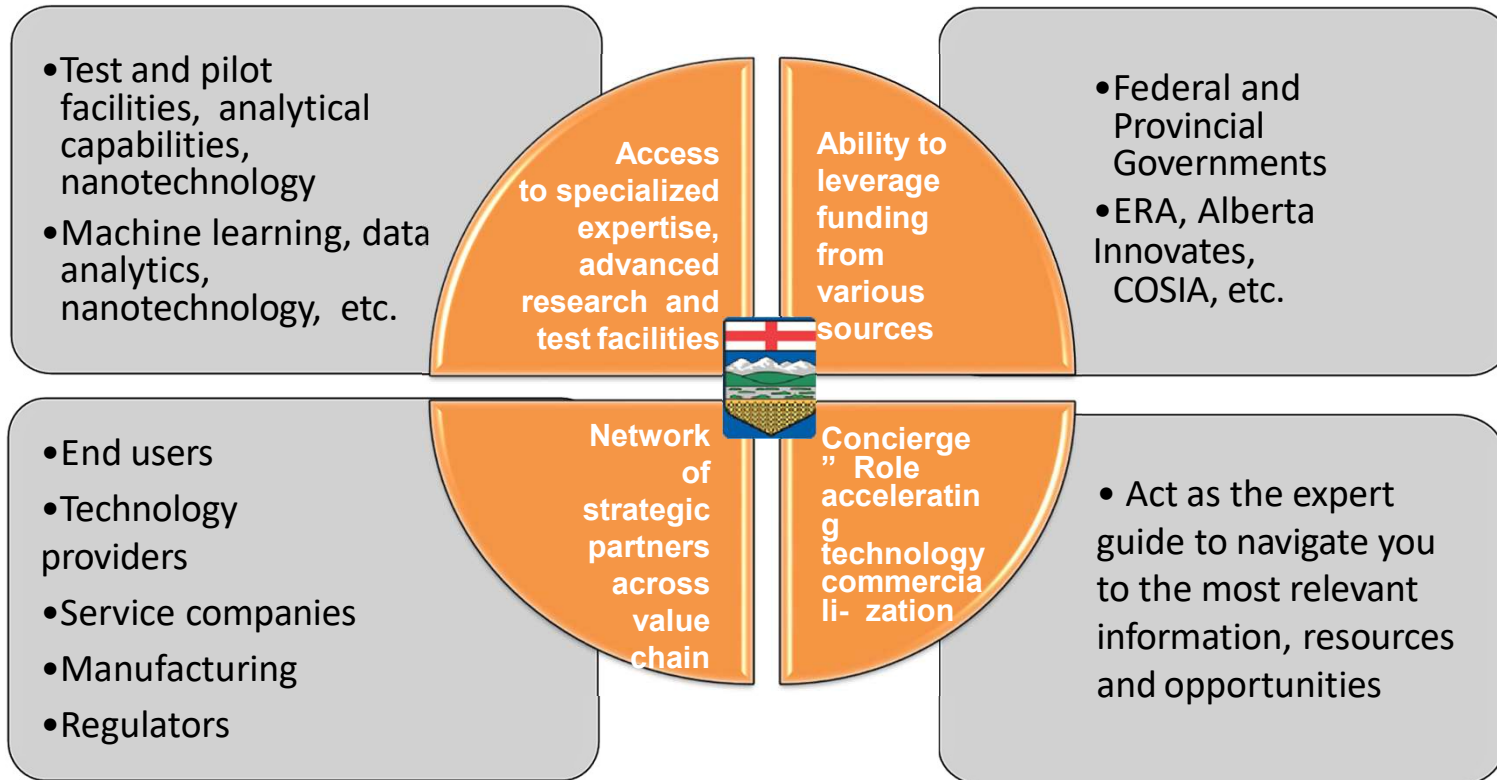 •Test and pilot
facilities, analytical
capabilities,
nanotechnology
•Machine learning, data
analytics,
nanotechnology, etc.
Access
to specialized
expertise,
advanced
research and
test facilities
Ability to
leverage
funding
from
various
sources
•Federal and
Provincial
Governments
•ERA, Alberta
Innovates,
COSIA, etc.
•End users
•Technology
providers
•Service companies
•Manufacturing
•Regulators
Network
of
strategic
partners
across
value
chain
Concierge
” Role
acceleratin
g
technology
commercia
li- zation
• Act as the expert
guide to navigate you
to the most relevant
information, resources
and opportunities